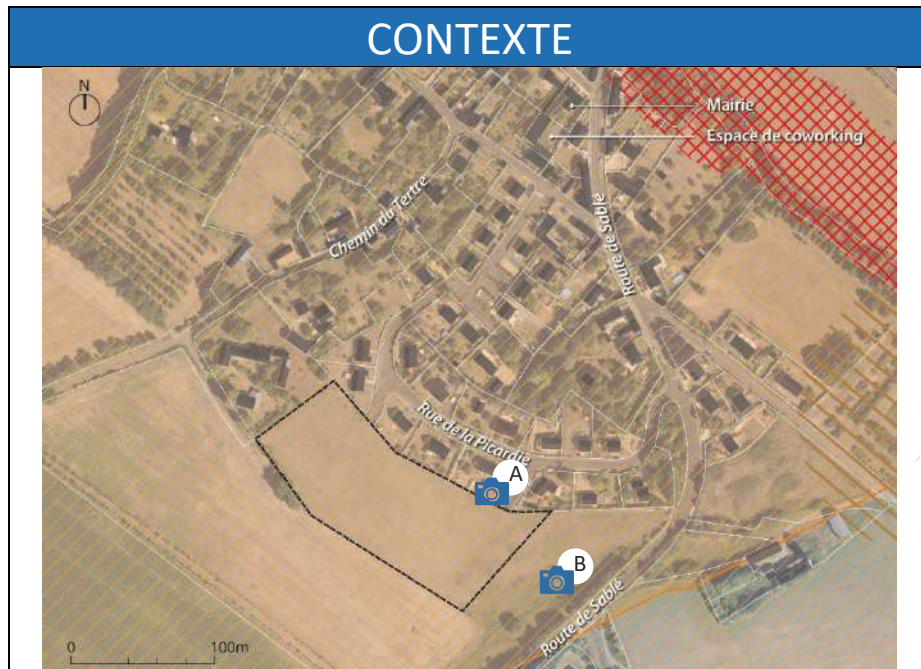 CONTEXTE
N
Mairie
Espace de coworking
Chemin du Tertre
Route de Sablé
Rue de la Picardie
A
B
Route de Sablé
0 100m